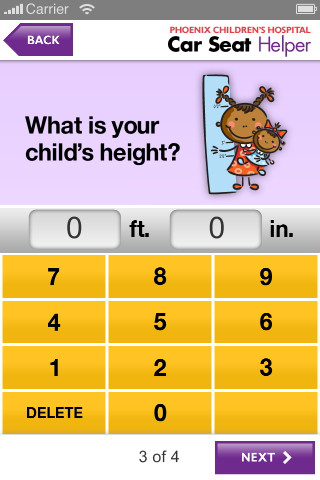 Carrier
BACK
PHOENIX CHILDREN'S HOSPITAL
Car Seat Helper
What is your
child's height?
0 ft. 0 in.
7 8 9
4 5 6
1 2 3
DELETE 0
3 of 4
NEXT